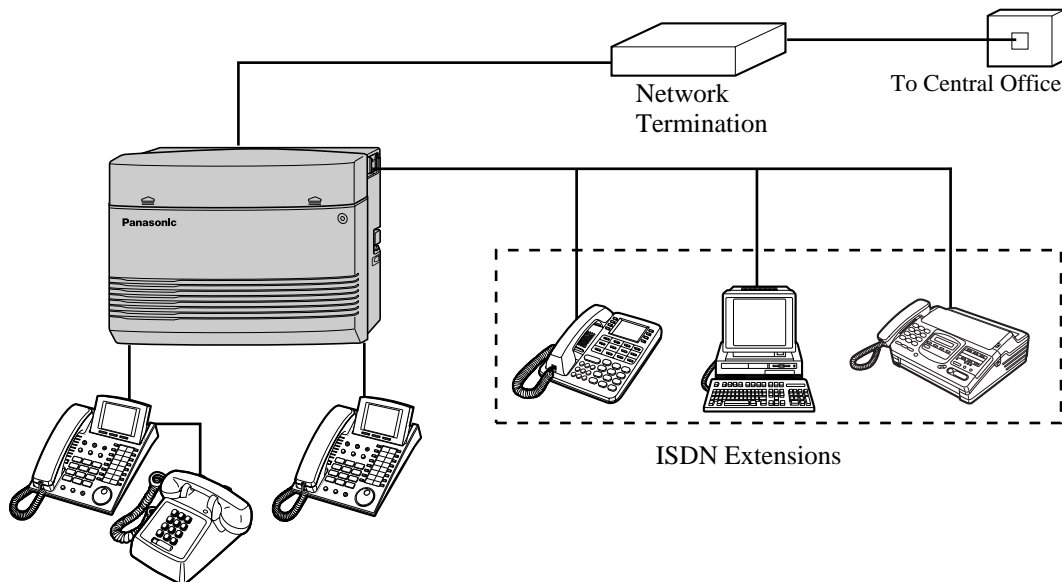 To Central Office
Network
Termination
Panasonic
ISDN Extensions